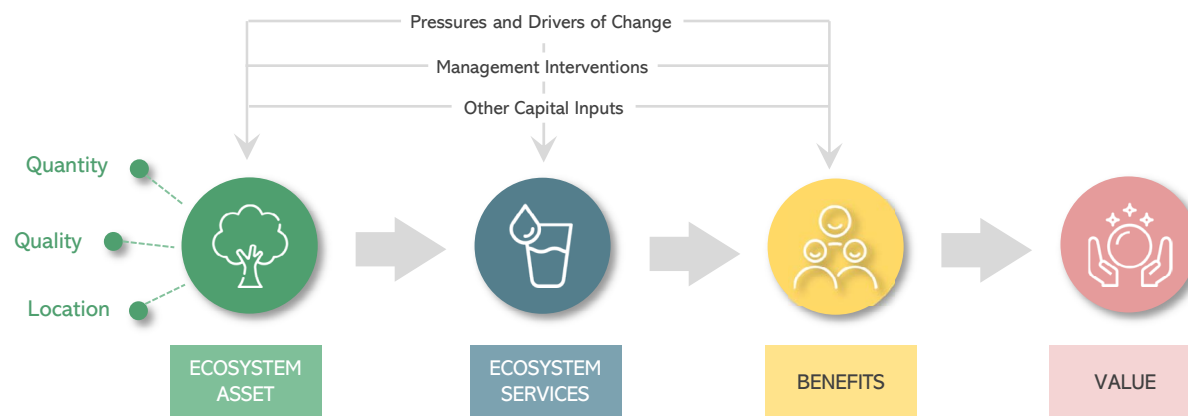 Pressures and Drivers of Change
Management Interventions
Other Capital Inputs
Quantity
Quality
Location
ECOSYSTEM
ASSET
ECOSYSTEM
SERVICES
BENEFITS
VALUE